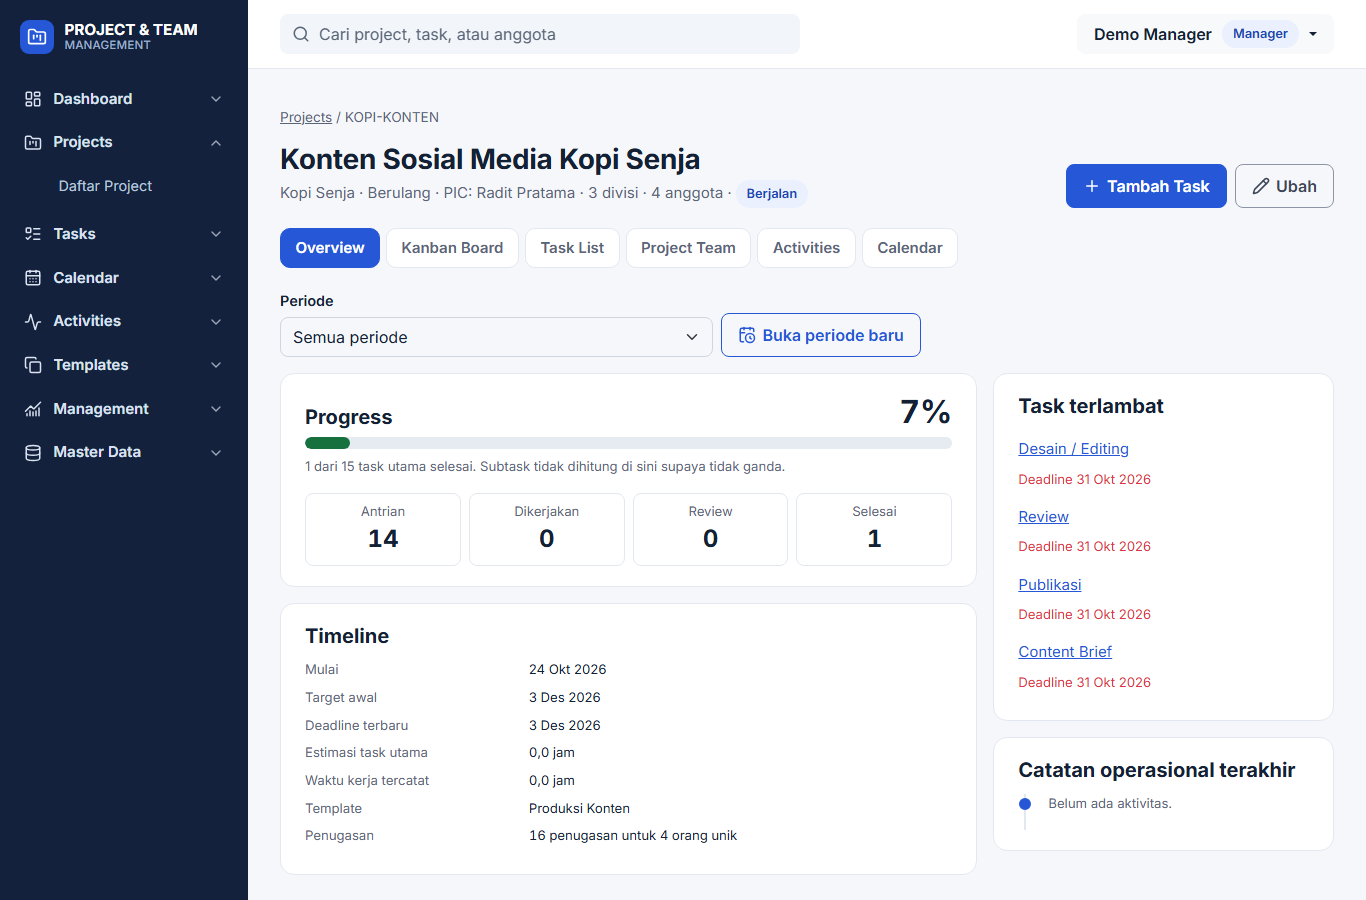 PROJECT & TEAM
MANAGEMENT
Dashboard
Projects
Daftar Project
Tasks
Calendar
Activities
Templates
Management
Master Data
Cari project, task, atau anggota
Demo Manager Manager
Projects / KOPI-KONTEN
Konten Sosial Media Kopi Senja
Kopi Senja · Berulang · PIC: Radit Pratama · 3 divisi · 4 anggota · Berjalan
Tambah Task Ubah
Overview Kanban Board Task List Project Team Activities Calendar
Periode
Semua periode Buka periode baru
Progress 7%
1 dari 15 task utama selesai. Subtask tidak dihitung di sini supaya tidak ganda.
Antrian Dikerjakan Review Selesai
14 0 0 1
Timeline
Mulai 24 Okt 2026
Target awal 3 Des 2026
Deadline terbaru 3 Des 2026
Estimasi task utama 0,0 jam
Waktu kerja tercatat 0,0 jam
Template Produksi Konten
Penugasan 16 penugasan untuk 4 orang unik
Task terlambat
Desain / Editing
Deadline 31 Okt 2026
Review
Deadline 31 Okt 2026
Publikasi
Deadline 31 Okt 2026
Content Brief
Deadline 31 Okt 2026
Catatan operasional terakhir
Belum ada aktivitas.